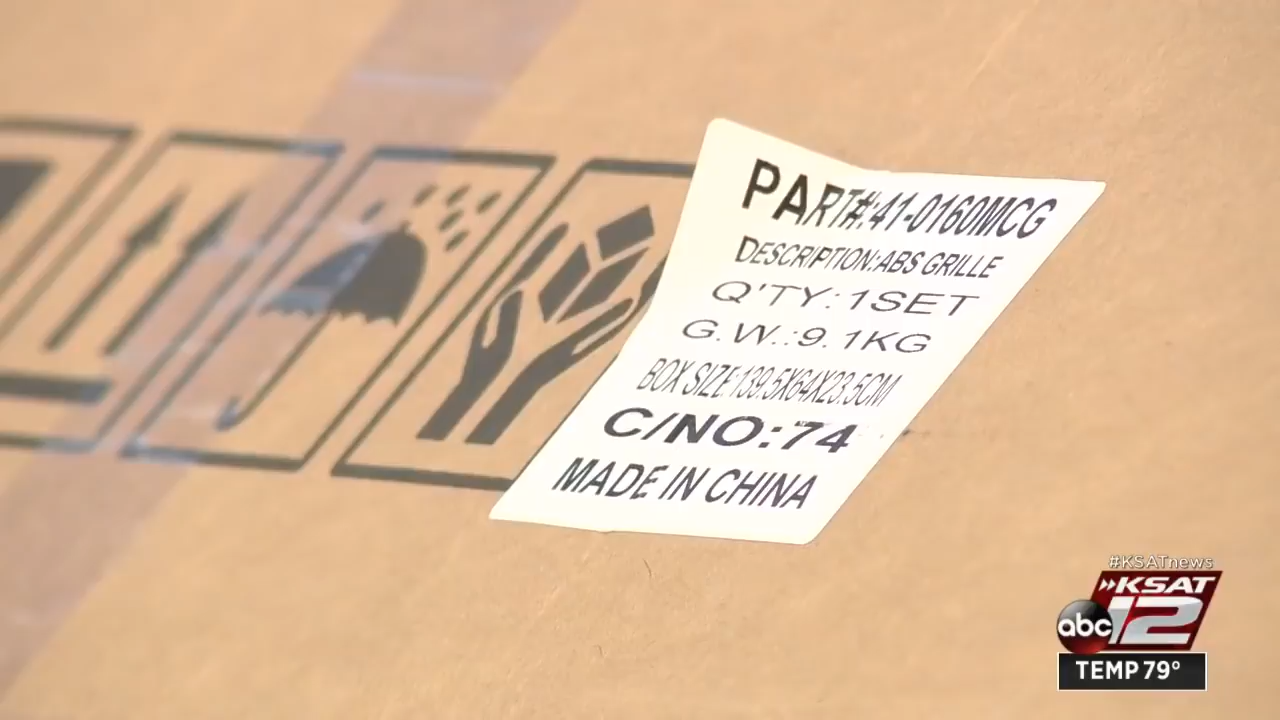 PART#:41-0160MCG
DESCRIPTION:ABS GRILLE
Q'TY:1SET
G.W.:9.1KG
BOX SIZE:139.5X64X23.5CM
C/NO:74
MADE IN CHINA
#KSATnews
KSAT
abc 12
TEMP 79°